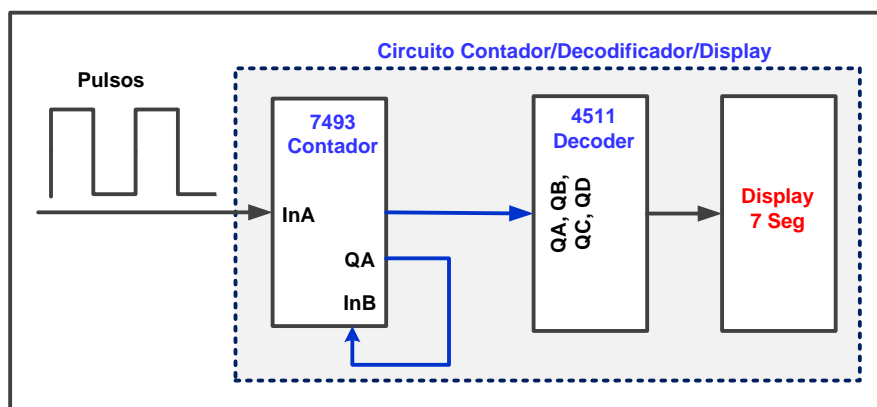 Circuito Contador/Decodificador/Display
Pulsos
7493
Contador
InA
QA
InB
4511
Decoder
QA, QB,
QC, QD
Display
7 Seg